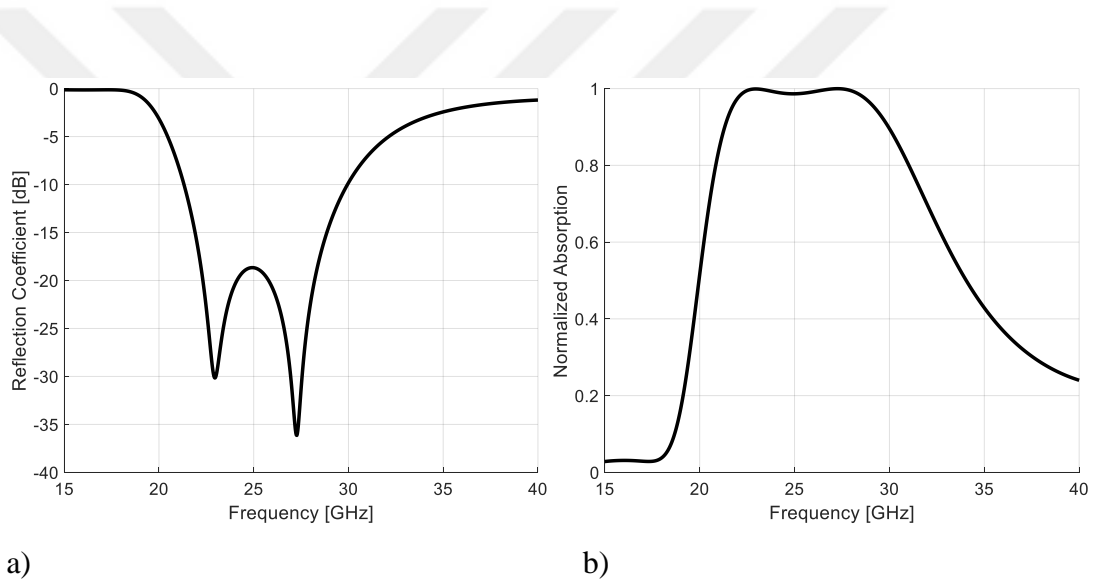 0
-5
-10
-15
-20
-25
-30
-35
-40
Reflection Coefficient [dB]
15 20 25 30 35 40
Frequency [GHz]
1
0.8
0.6
0.4
0.2
0
Normalized Absorption
15 20 25 30 35 40
Frequency [GHz]
a) b)